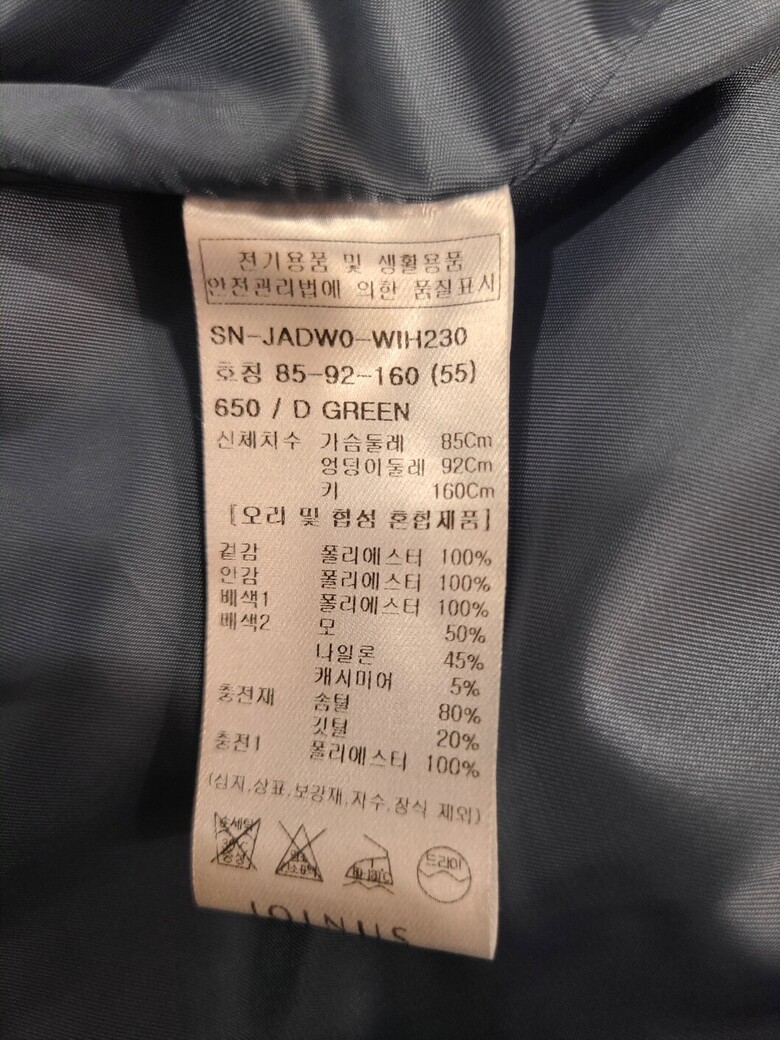 전기용품 및 생활용품
안전관리법에 의한 품질표시
SN-JADW0-WIH230
호칭 85-92-160 (55)
650 / D GREEN
신체치수 가슴둘레 85Cm
엉덩이둘레 92Cm
키 160Cm
[오리 및 합성 혼합제품]
겉감 폴리에스터 100%
안감 폴리에스터 100%
배색1 폴리에스터 100%
배색2 모 50%
나일론 45%
캐시미어 5%
충전재 솜털 80%
깃털 20%
충전1 폴리에스터 100%
(심지,상표,보강재,자수,장식 제외)
드라이